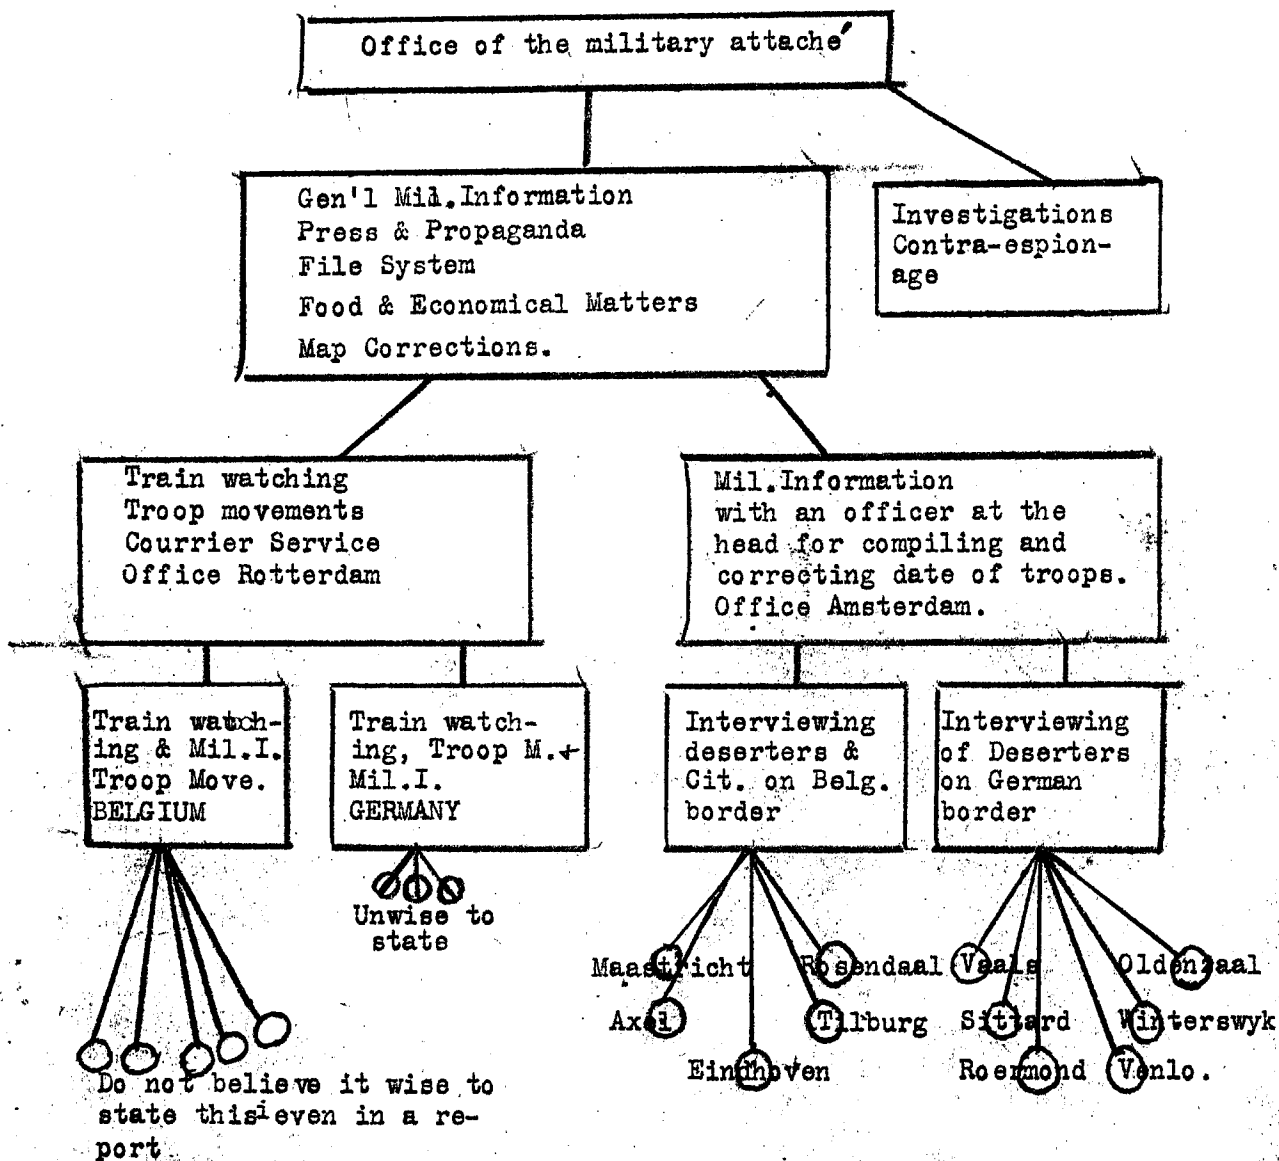 Office of the military attaché
Gen'l Mil.Information
Press & Propaganda
File System
Food & Economical Matters
Map Corrections.
Investigations
Contra-espion-
age
Train watching
Troop movements
Courrier Service
Office Rotterdam
Mil.Information
with an officer at the
head for compiling and
correcting date of troops.
Office Amsterdam.
Train watch-
ing & Mil.I.
Troop Move.
BELGIUM
Train watch-
ing, Troop M.+
Mil.I.
GERMANY
Interviewing
deserters &
Cit. on Belg.
border
Interviewing
of Deserters
on German
border
Unwise to
state
Maastricht
Rosendaal
Axel
Tilburg
Eindhoven
Vaals
Oldenzaal
Sittard
Winterswyk
Roermond
Venlo.
Do not believe it wise to
state this even in a re-
port.